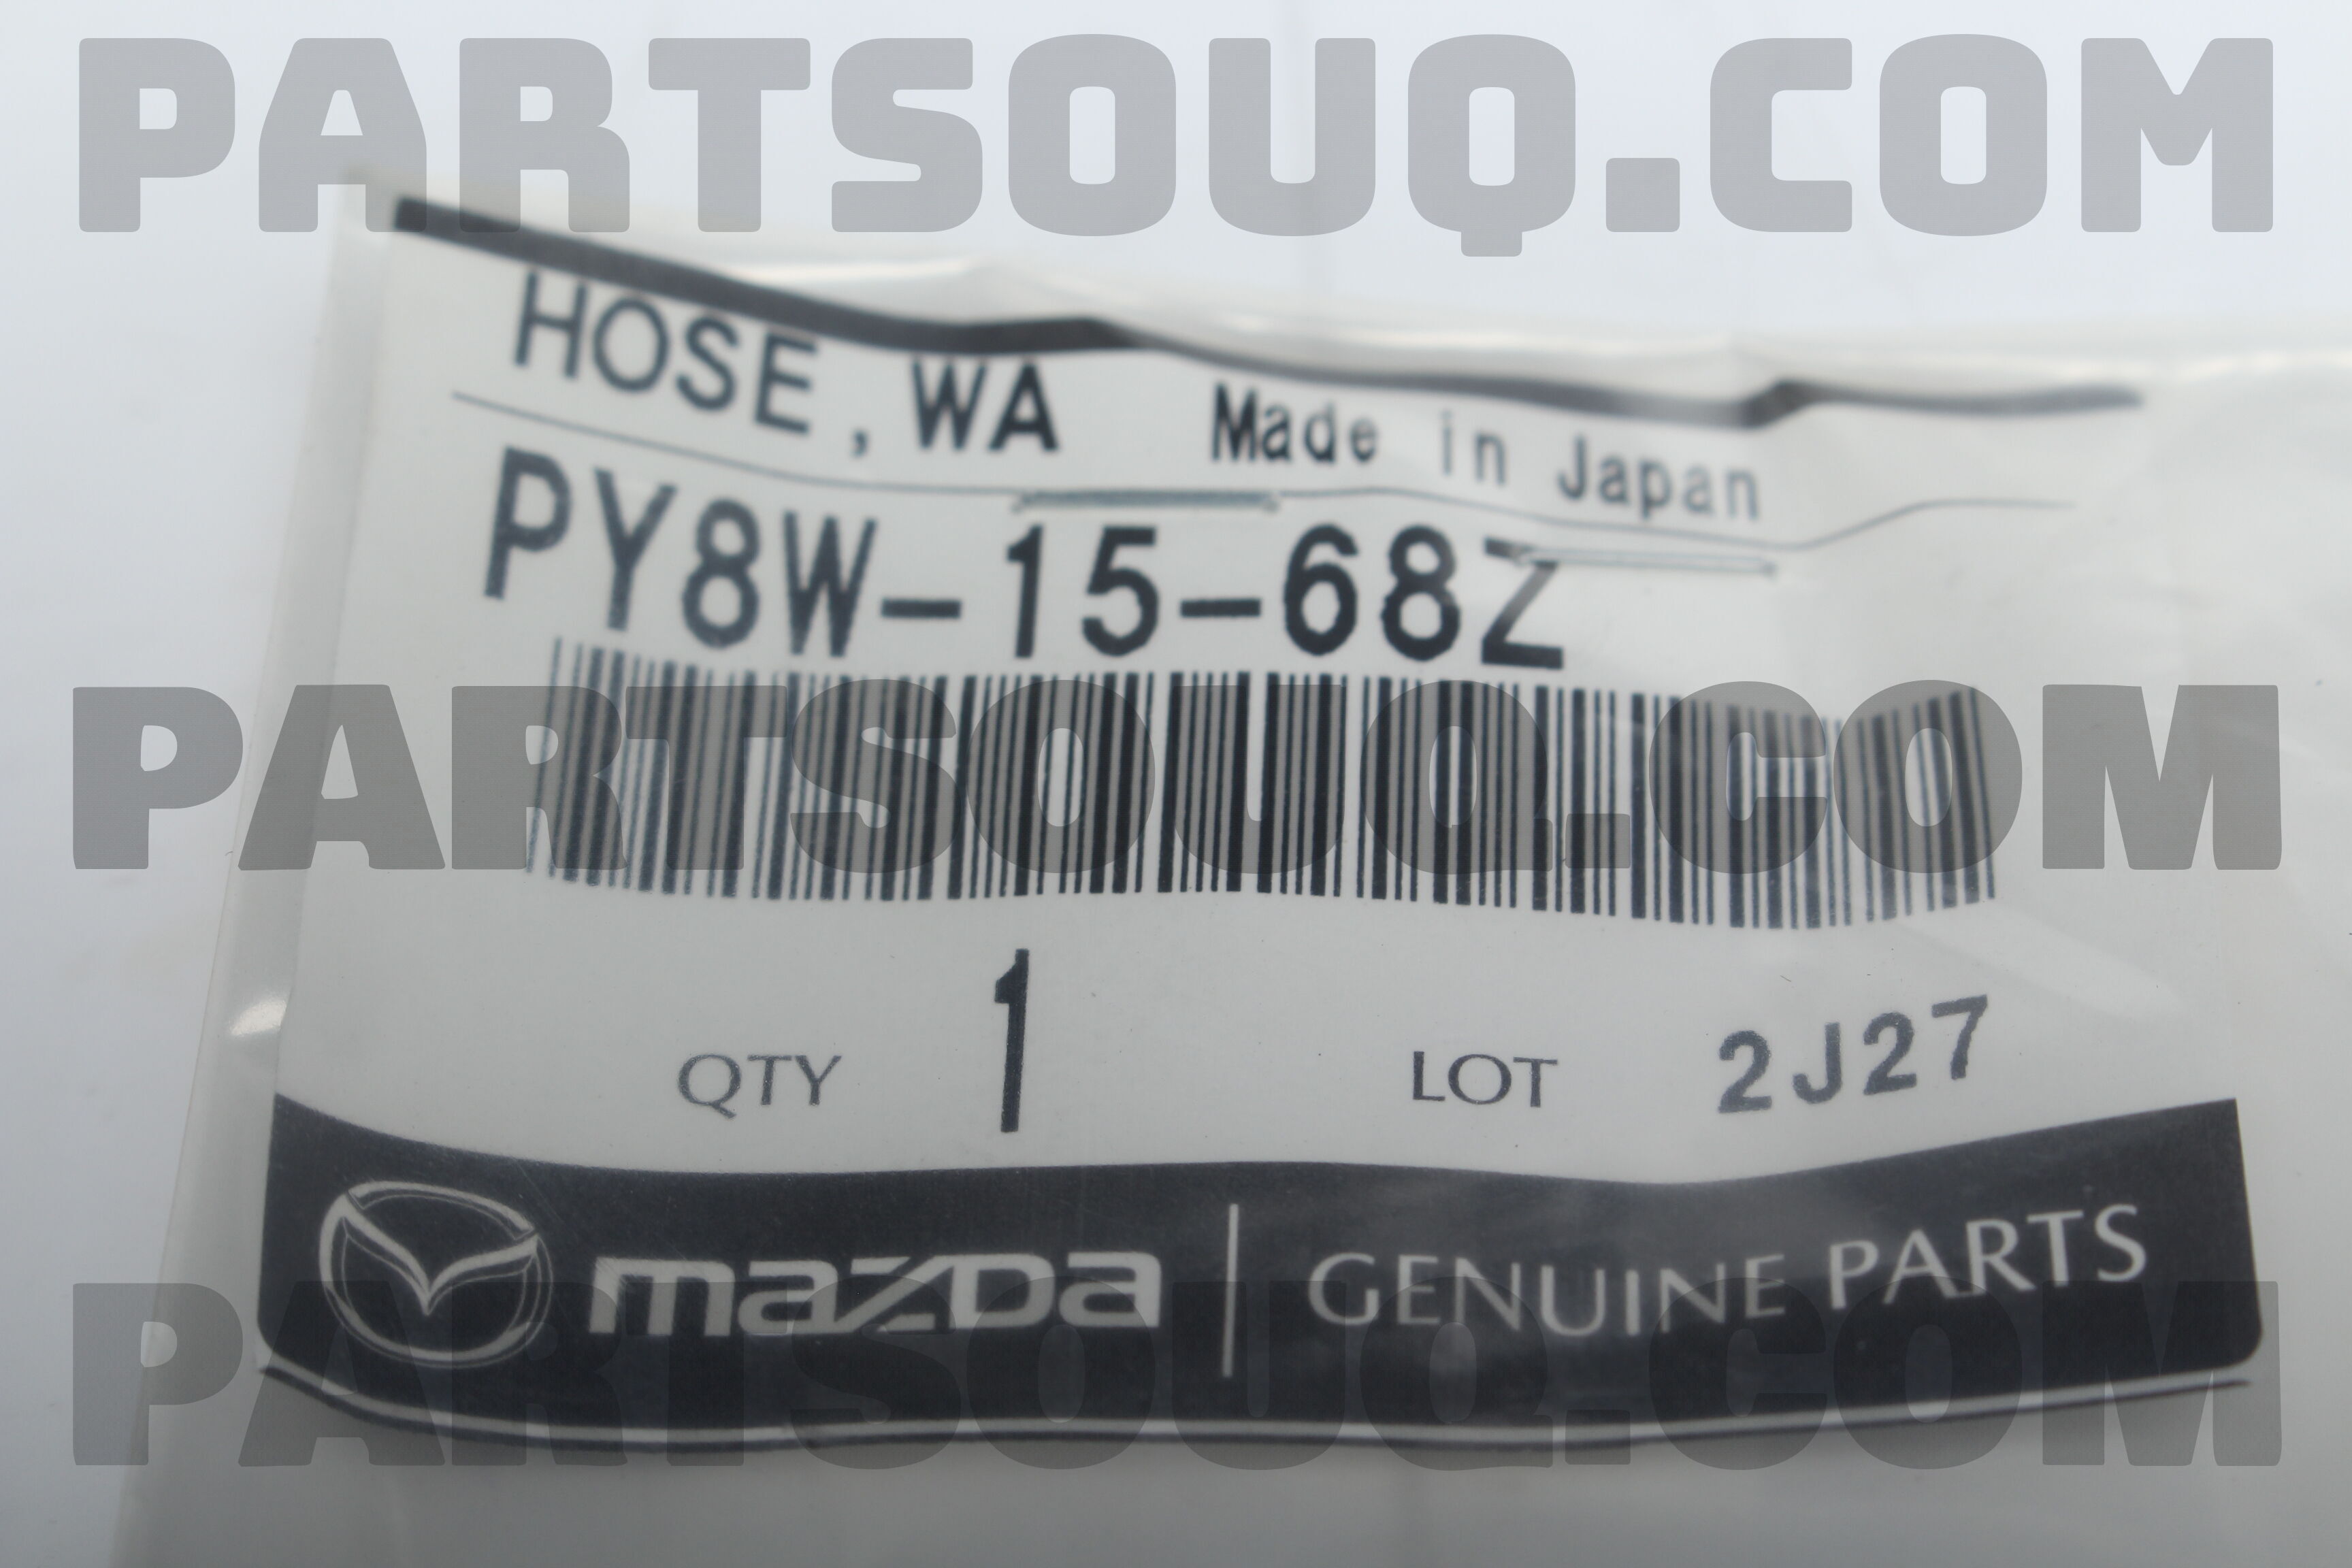 PARTSOUQ.COM
HOSE,WA Made in Japan
PY8W-15-68Z
PARTSOUQ.COM
QTY 1 LOT 2J27
mazda GENUINE PARTS
PARTSOUQ.COM